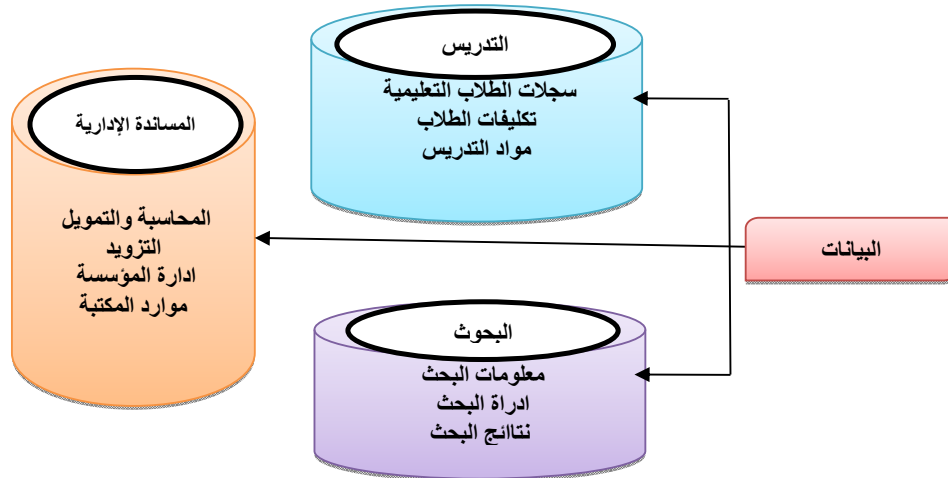 التدريس
سجلات الطلاب التعليمية
تكليفات الطلاب
مواد التدريس
البيانات
المساندة الإدارية
المحاسبة والتمويل
التزويد
ادارة المؤسسة
موارد المكتبة
البحوث
معلومات البحث
ادراة البحث
نتاائج البحث